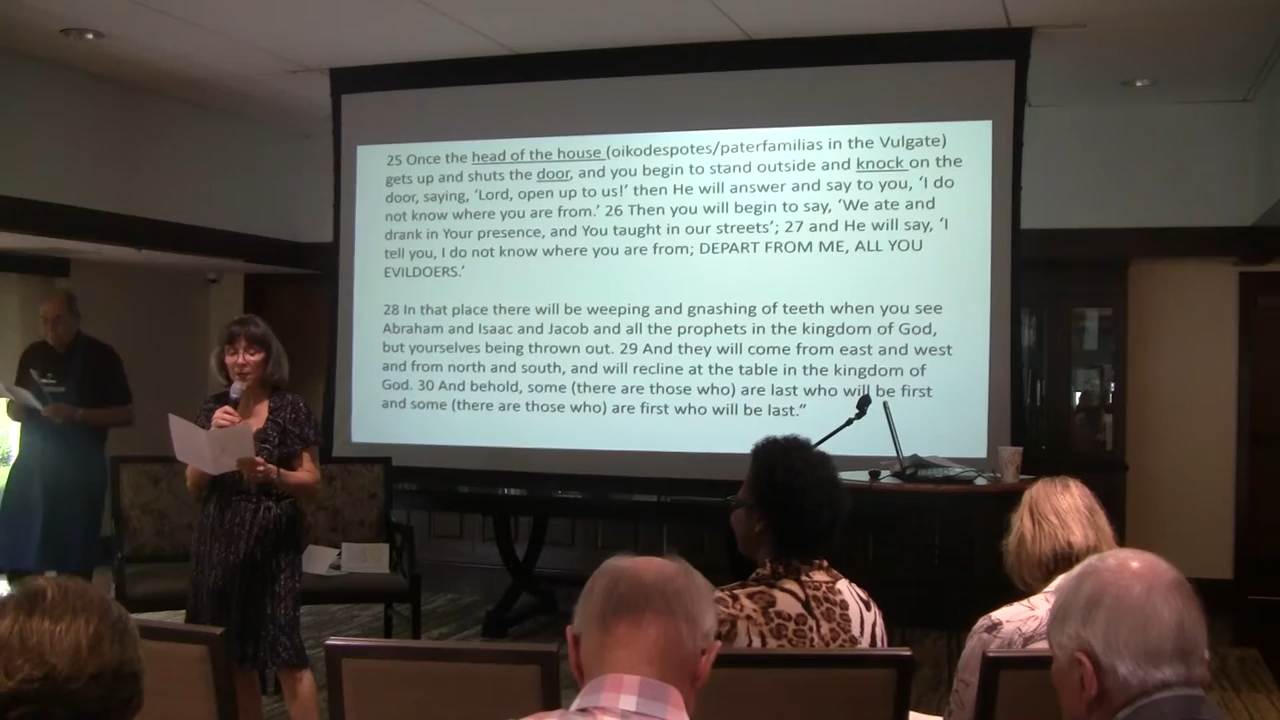 25 Once the head of the house (oikodespotes/paterfamilias in the Vulgate)
gets up and shuts the door, and you begin to stand outside and knock on the
door, saying, ‘Lord, open up to us!’ then He will answer and say to you, ‘I do
not know where you are from.’ 26 Then you will begin to say, ‘We ate and
drank in Your presence, and You taught in our streets’; 27 and He will say, ‘I
tell you, I do not know where you are from; DEPART FROM ME, ALL YOU
EVILDOERS.’
28 In that place there will be weeping and gnashing of teeth when you see
Abraham and Isaac and Jacob and all the prophets in the kingdom of God,
but yourselves being thrown out. 29 And they will come from east and west
and from north and south, and will recline at the table in the kingdom of
God. 30 And behold, some (there are those who) are last who will be first
and some (there are those who) are first who will be last.”